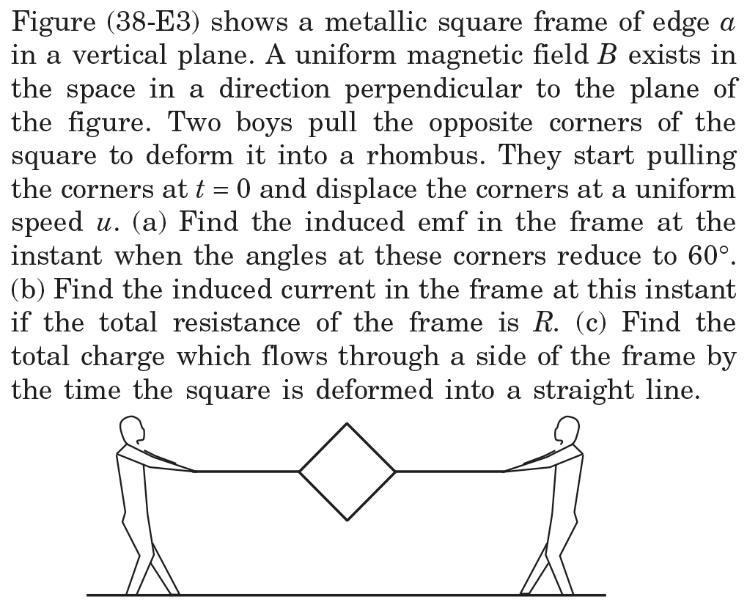 Figure (38-E3) shows a metallic square frame of edge a
in a vertical plane. A uniform magnetic field B exists in
the space in a direction perpendicular to the plane of
the figure. Two boys pull the opposite corners of the
square to deform it into a rhombus. They start pulling
the corners at t = 0 and displace the corners at a uniform
speed u. (a) Find the induced emf in the frame at the
instant when the angles at these corners reduce to 60°.
(b) Find the induced current in the frame at this instant
if the total resistance of the frame is R. (c) Find the
total charge which flows through a side of the frame by
the time the square is deformed into a straight line.